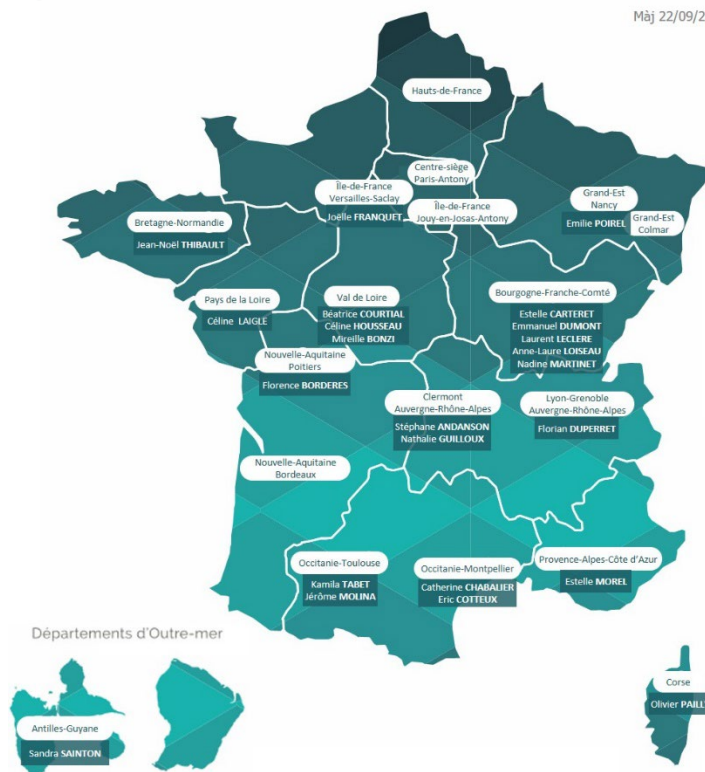 Màj 22/09/2
Hauts-de-France
Centre-siège
Paris-Antony
Île-de-France
Versailles-Saclay
Joëlle FRANQUET
Île-de-France
Jouy-en-Josas-Antony
Grand-Est
Nancy
Emilie POIREL
Grand-Est
Colmar
Bretagne-Normandie
Jean-Noël THIBAULT
Pays de la Loire
Céline LAIGLE
Val de Loire
Béatrice COURTIAL
Céline HOUSSEAU
Mireille BONZI
Bourgogne-Franche-Comté
Estelle CARTERET
Emmanuel DUMONT
Laurent LECLERE
Anne-Laure LOISEAU
Nadine MARTINET
Nouvelle-Aquitaine
Poitiers
Florence BORDERES
Clermont
Auvergne-Rhône-Alpes
Stéphane ANDANSON
Nathalie GUILLOUX
Lyon-Grenoble
Auvergne-Rhône-Alpes
Florian DUPERRET
Nouvelle-Aquitaine
Bordeaux
Occitanie-Toulouse
Kamila TABET
Jérôme MOLINA
Occitanie-Montpellier
Catherine CHABALIER
Eric COTTEUX
Provence-Alpes-Côte d'Azur
Estelle MOREL
Départements d'Outre-mer
Antilles-Guyane
Sandra SAINTON
Corse
Olivier PAILL